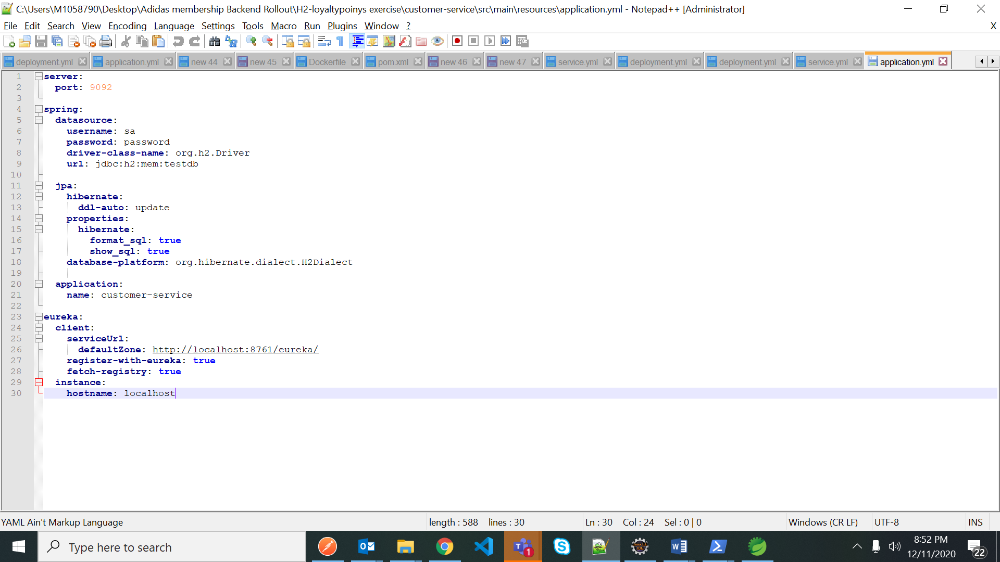 C:\Users\M1058790\Desktop\Adidas membership Backend Rollout\H2-loyaltypoinys exercise\customer-service\src\main\resources\application.yml - Notepad++ [Administrator]
File Edit Search View Encoding Language Settings Tools Macro Run Plugins Window ? X
deployment.yml application.yml new 44 new 45 Dockerfile pom.xml new 46 new 47 service.yml deployment.yml deployment.yml service.yml application.yml
1 server:
2   port: 9092
3
4 spring:
5   datasource:
6     username: sa
7     password: password
8     driver-class-name: org.h2.Driver
9     url: jdbc:h2:mem:testdb
10
11   jpa:
12     hibernate:
13       ddl-auto: update
14     properties:
15       hibernate:
16         format_sql: true
17         show_sql: true
18     database-platform: org.hibernate.dialect.H2Dialect
19
20   application:
21     name: customer-service
22
23 eureka:
24   client:
25     serviceUrl:
26       defaultZone: http://localhost:8761/eureka/
27     register-with-eureka: true
28     fetch-registry: true
29   instance:
30     hostname: localhost
YAML Ain't Markup Language length : 588 lines : 30 Ln : 30 Col : 24 Sel : 0 | 0 Windows (CR LF) UTF-8 INS
Type here to search
1
Java EE
IDE
8:52 PM
12/11/2020
22